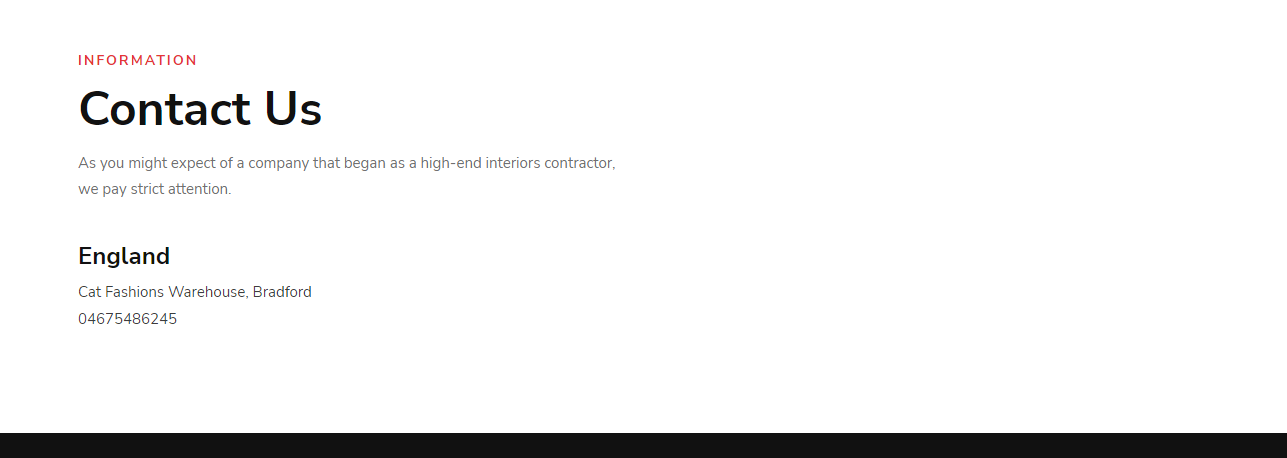 INFORMATION
Contact Us
As you might expect of a company that began as a high-end interiors contractor,
we pay strict attention.
England
Cat Fashions Warehouse, Bradford
04675486245